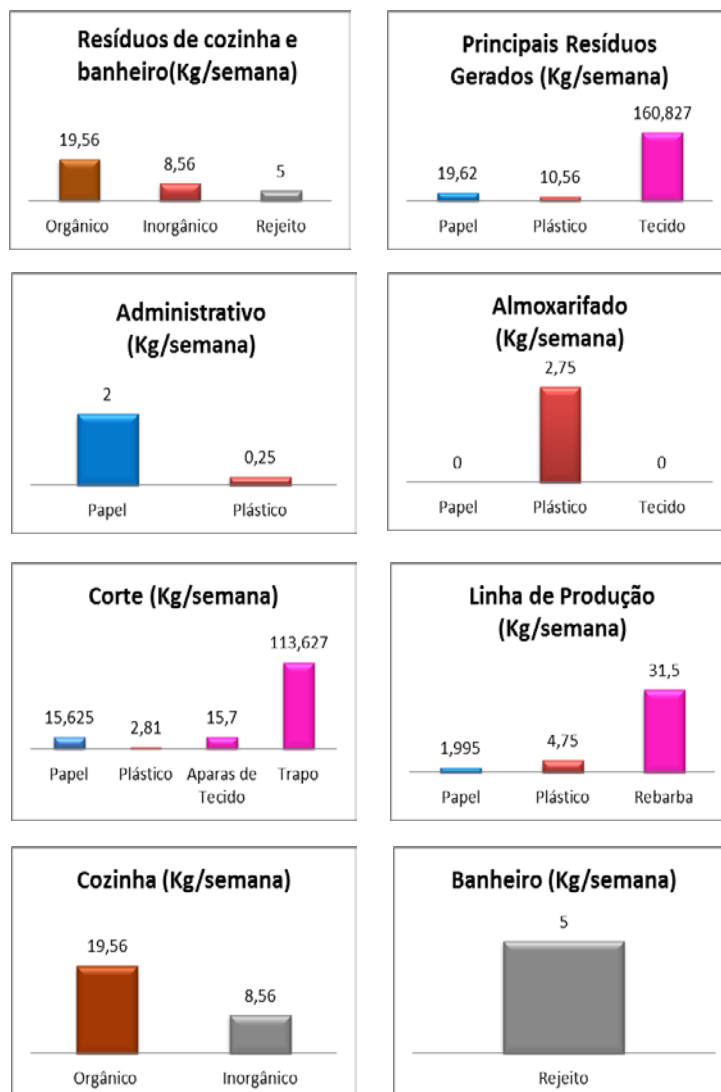 Resíduos de cozinha e
banheiro(Kg/semana)
19,56
8,56
5
Orgânico
Inorgânico
Rejeito
Principais Resíduos
Gerados (Kg/semana)
160,827
19,62
10,56
Papel
Plástico
Tecido
Administrativo
(Kg/semana)
2
0,25
Papel
Plástico
Almoxarifado
(Kg/semana)
2,75
0
0
Papel
Plástico
Tecido
Corte (Kg/semana)
113,627
15,625
2,81
15,7
Papel
Plástico
Aparas de
Tecido
Trapo
Linha de Produção
(Kg/semana)
31,5
1,995
4,75
Papel
Plástico
Rebarba
Cozinha (Kg/semana)
19,56
8,56
Orgânico
Inorgânico
Banheiro (Kg/semana)
5
Rejeito